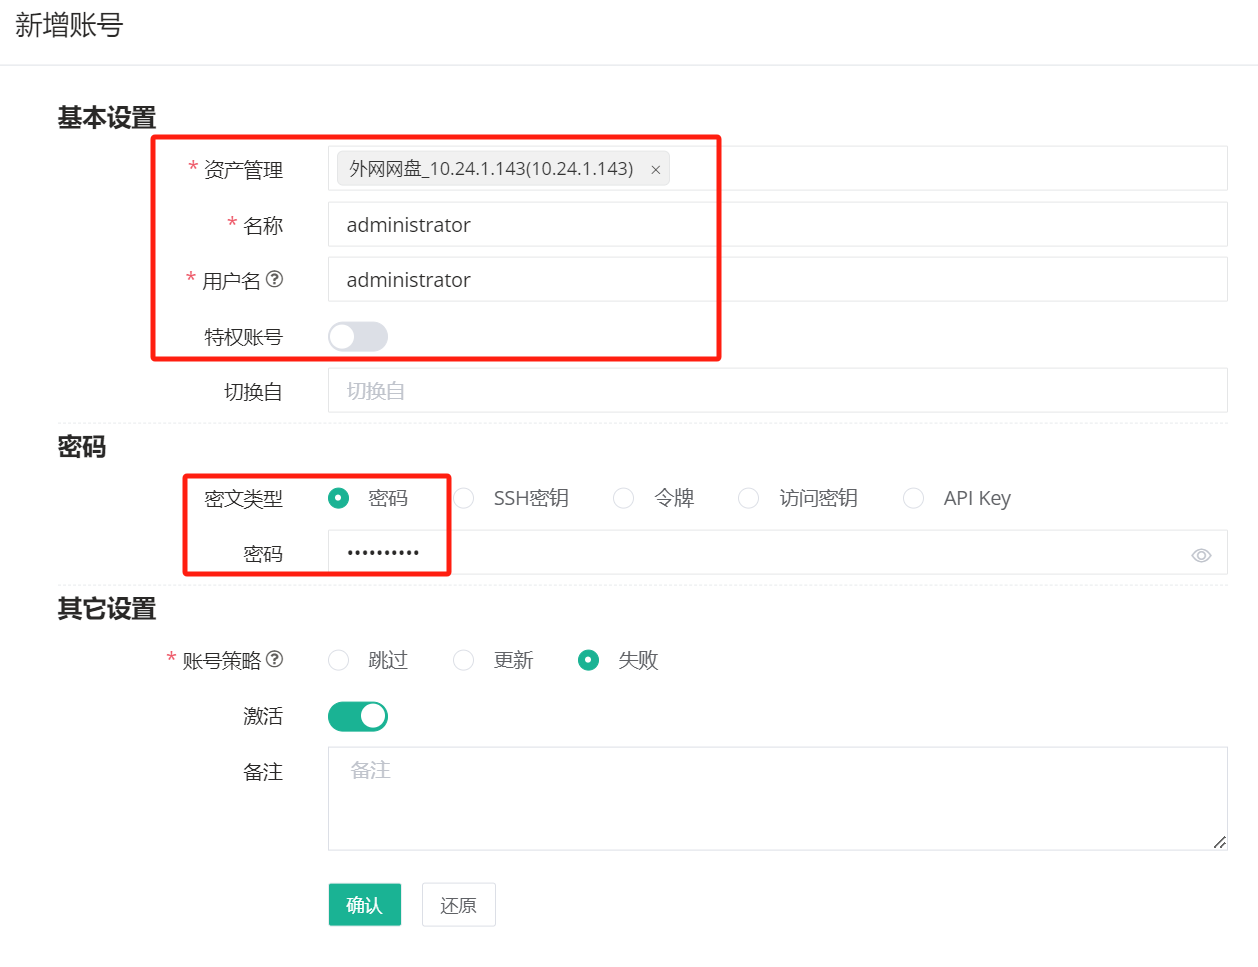 新增账号
基本设置
* 资产管理 外网网盘_10.24.1.143(10.24.1.143) ×
* 名称 administrator
* 用户名 administrator
特权账号
切换自 切换自
密码
密文类型 密码 SSH密钥 令牌 访问密钥 API Key
密码 ••••••••••
其它设置
* 账号策略 跳过 更新 失败
激活
备注 备注
确认 还原